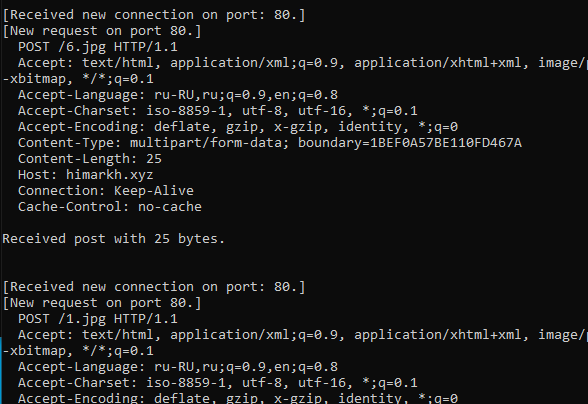 [Received new connection on port: 80.]
[New request on port 80.]
POST /6.jpg HTTP/1.1
Accept: text/html, application/xml;q=0.9, application/xhtml+xml, image/
-xbitmap, */*;q=0.1
Accept-Language: ru-RU,ru;q=0.9,en;q=0.8
Accept-Charset: iso-8859-1, utf-8, utf-16, *;q=0.1
Accept-Encoding: deflate, gzip, x-gzip, identity, *;q=0
Content-Type: multipart/form-data; boundary=1BEF0A57BE110FD467A
Content-Length: 25
Host: himarkh.xyz
Connection: Keep-Alive
Cache-Control: no-cache
Received post with 25 bytes.
[Received new connection on port: 80.]
[New request on port 80.]
POST /1.jpg HTTP/1.1
Accept: text/html, application/xml;q=0.9, application/xhtml+xml, image/
-xbitmap, */*;q=0.1
Accept-Language: ru-RU,ru;q=0.9,en;q=0.8
Accept-Charset: iso-8859-1, utf-8, utf-16, *;q=0.1
Accept-Encoding: deflate, gzip, x-gzip, identity, *;q=0